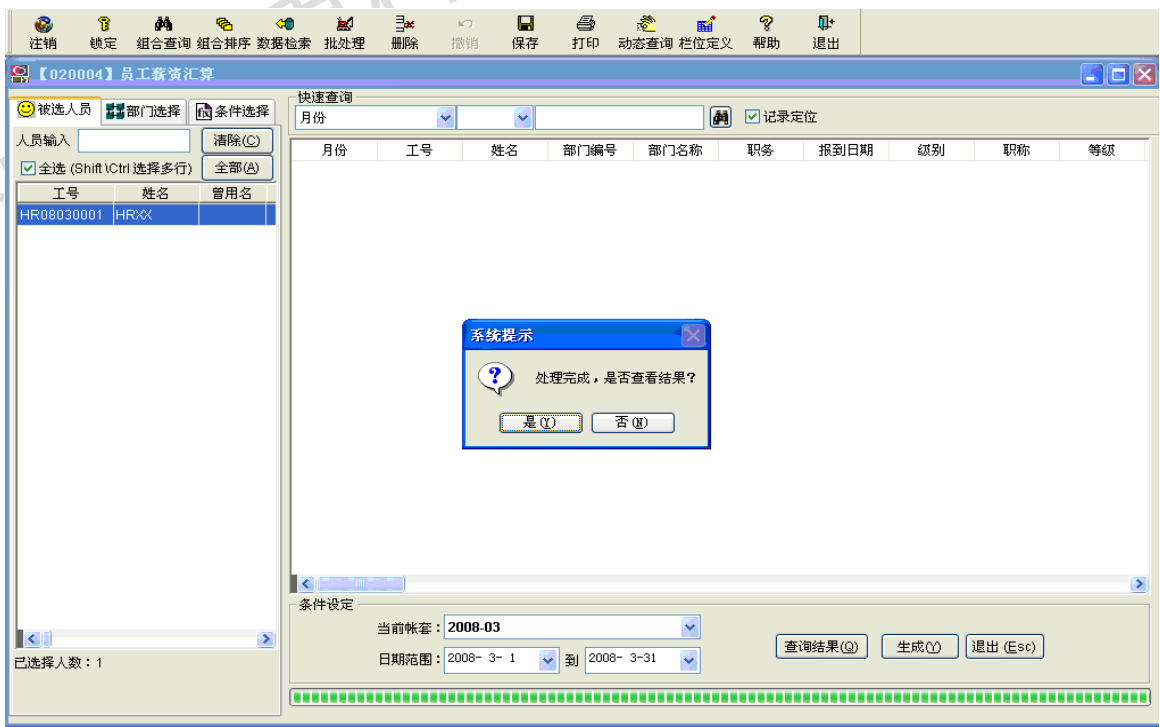 注销 锁定 组合查询 组合排序 数据检索 批处理 删除 撤销 保存 打印 动态查询 栏位定义 帮助 退出
【020004】员工薪资汇算
被选人员 部门选择 条件选择
人员输入 清除(C)
全选 (Shift\Ctrl 选择多行) 全部(A)
工号 姓名 曾用名
HR08030001 HRXX
已选择人数：1
快速查询
月份 记录定位
月份 工号 姓名 部门编号 部门名称 职务 报到日期 级别 职称 等级
系统提示
处理完成，是否查看结果？
是(Y) 否(N)
条件设定
当前帐套：2008-03
日期范围：2008- 3- 1 到 2008- 3-31
查询结果(Q) 生成(Y) 退出 (Esc)